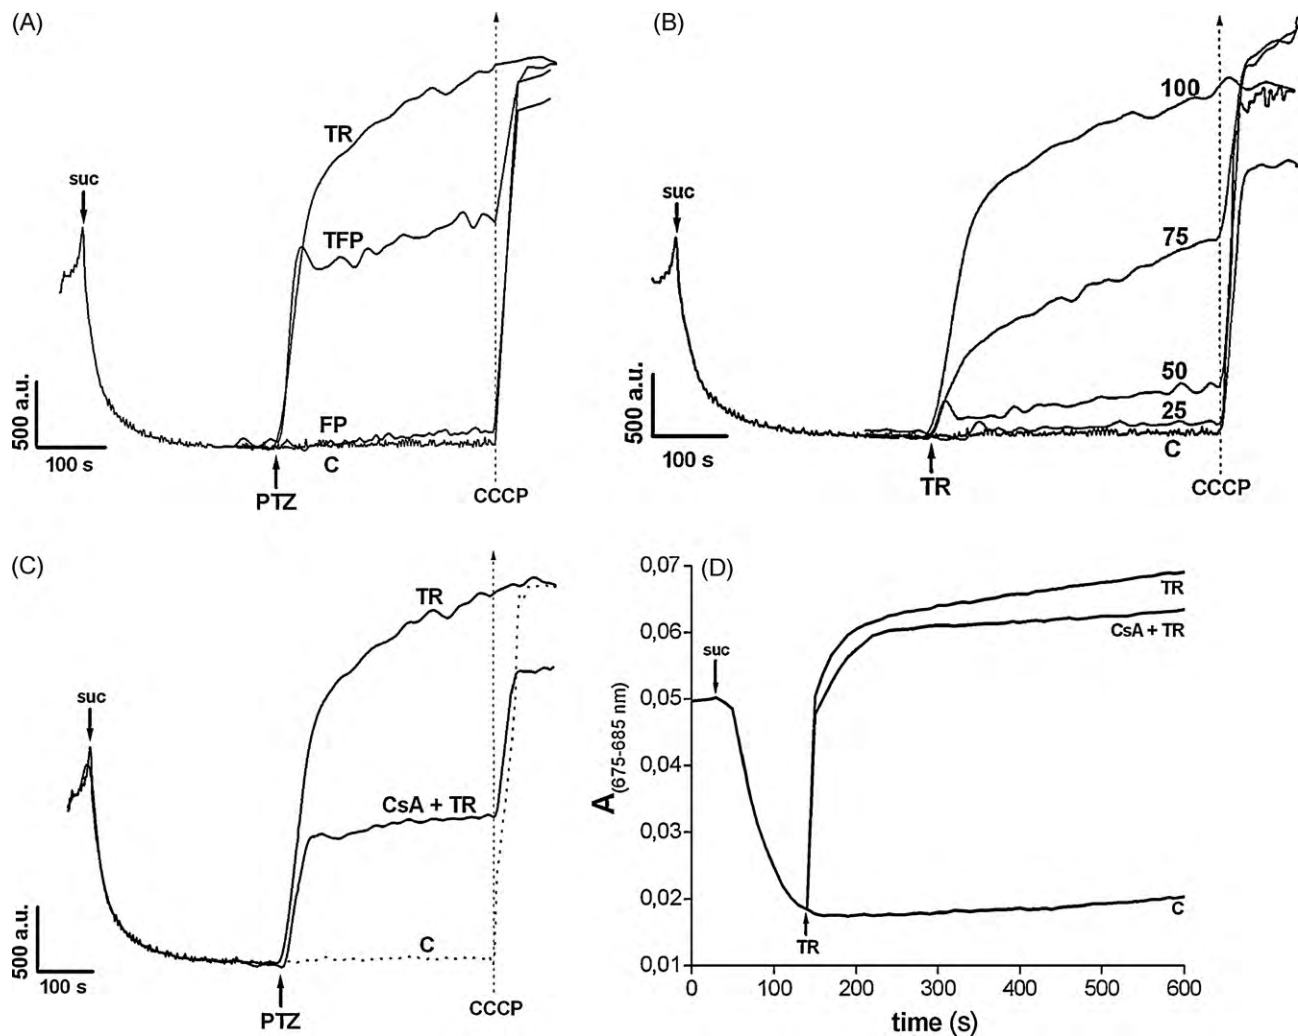 (A)
TR
suc
TFP
FP
C
500 a.u.
100 s
PTZ
CCCP
(B)
suc
100
75
50
25
C
500 a.u.
100 s
TR
CCCP
(C)
TR
suc
CsA + TR
C
500 a.u.
100 s
PTZ
CCCP
(D)
0,07
0,06
0,05
0,04
0,03
0,02
0,01
A(675-685 nm)
suc
TR
CsA + TR
C
TR
0 100 200 300 400 500 600
time (s)